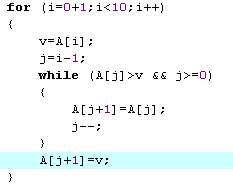 for (i=0+1;i<10;i++)
{
v=A[i];
j=i-1;
while (A[j]>v && j>=0)
{
A[j+1]=A[j];
j--;
}
A[j+1]=v;
}